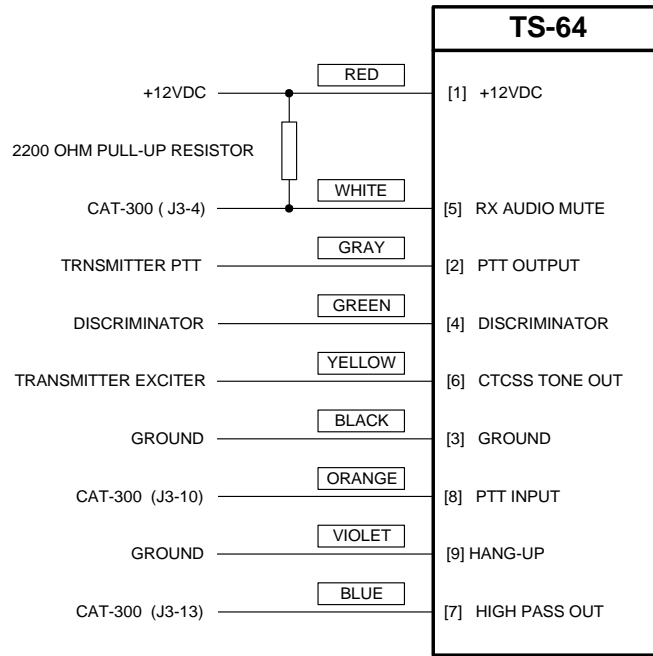 TS-64
+12VDC RED [1] +12VDC
2200 OHM PULL-UP RESISTOR
CAT-300 ( J3-4) WHITE [5] RX AUDIO MUTE
TRNSMITTER PTT GRAY [2] PTT OUTPUT
DISCRIMINATOR GREEN [4] DISCRIMINATOR
TRANSMITTER EXCITER YELLOW [6] CTCSS TONE OUT
GROUND BLACK [3] GROUND
CAT-300 (J3-10) ORANGE [8] PTT INPUT
GROUND VIOLET [9] HANG-UP
CAT-300 (J3-13) BLUE [7] HIGH PASS OUT